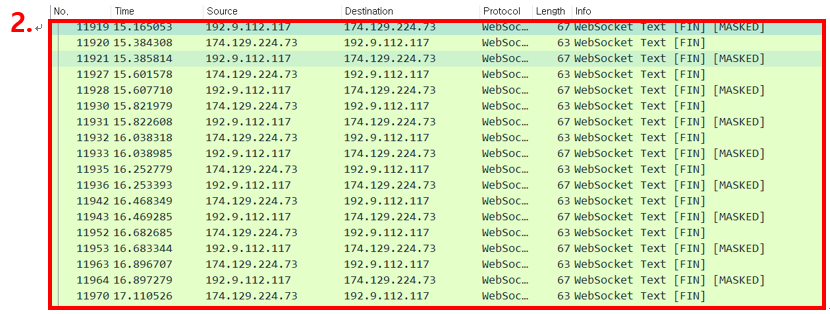 2.
No. Time Source Destination Protocol Length Info
11919 15.165053 192.9.112.117 174.129.224.73 WebSoc… 67 WebSocket Text [FIN] [MASKED]
11920 15.384308 174.129.224.73 192.9.112.117 WebSoc… 63 WebSocket Text [FIN]
11921 15.385814 192.9.112.117 174.129.224.73 WebSoc… 67 WebSocket Text [FIN] [MASKED]
11927 15.601578 174.129.224.73 192.9.112.117 WebSoc… 63 WebSocket Text [FIN]
11928 15.607710 192.9.112.117 174.129.224.73 WebSoc… 67 WebSocket Text [FIN] [MASKED]
11930 15.821979 174.129.224.73 192.9.112.117 WebSoc… 63 WebSocket Text [FIN]
11931 15.822608 192.9.112.117 174.129.224.73 WebSoc… 67 WebSocket Text [FIN] [MASKED]
11932 16.038318 174.129.224.73 192.9.112.117 WebSoc… 63 WebSocket Text [FIN]
11933 16.038985 192.9.112.117 174.129.224.73 WebSoc… 67 WebSocket Text [FIN] [MASKED]
11935 16.252779 174.129.224.73 192.9.112.117 WebSoc… 63 WebSocket Text [FIN]
11936 16.253393 192.9.112.117 174.129.224.73 WebSoc… 67 WebSocket Text [FIN] [MASKED]
11942 16.468349 174.129.224.73 192.9.112.117 WebSoc… 63 WebSocket Text [FIN]
11943 16.469285 192.9.112.117 174.129.224.73 WebSoc… 67 WebSocket Text [FIN] [MASKED]
11952 16.682685 174.129.224.73 192.9.112.117 WebSoc… 63 WebSocket Text [FIN]
11953 16.683344 192.9.112.117 174.129.224.73 WebSoc… 67 WebSocket Text [FIN] [MASKED]
11963 16.896707 174.129.224.73 192.9.112.117 WebSoc… 63 WebSocket Text [FIN]
11964 16.897279 192.9.112.117 174.129.224.73 WebSoc… 67 WebSocket Text [FIN] [MASKED]
11970 17.110526 174.129.224.73 192.9.112.117 WebSoc… 63 WebSocket Text [FIN]